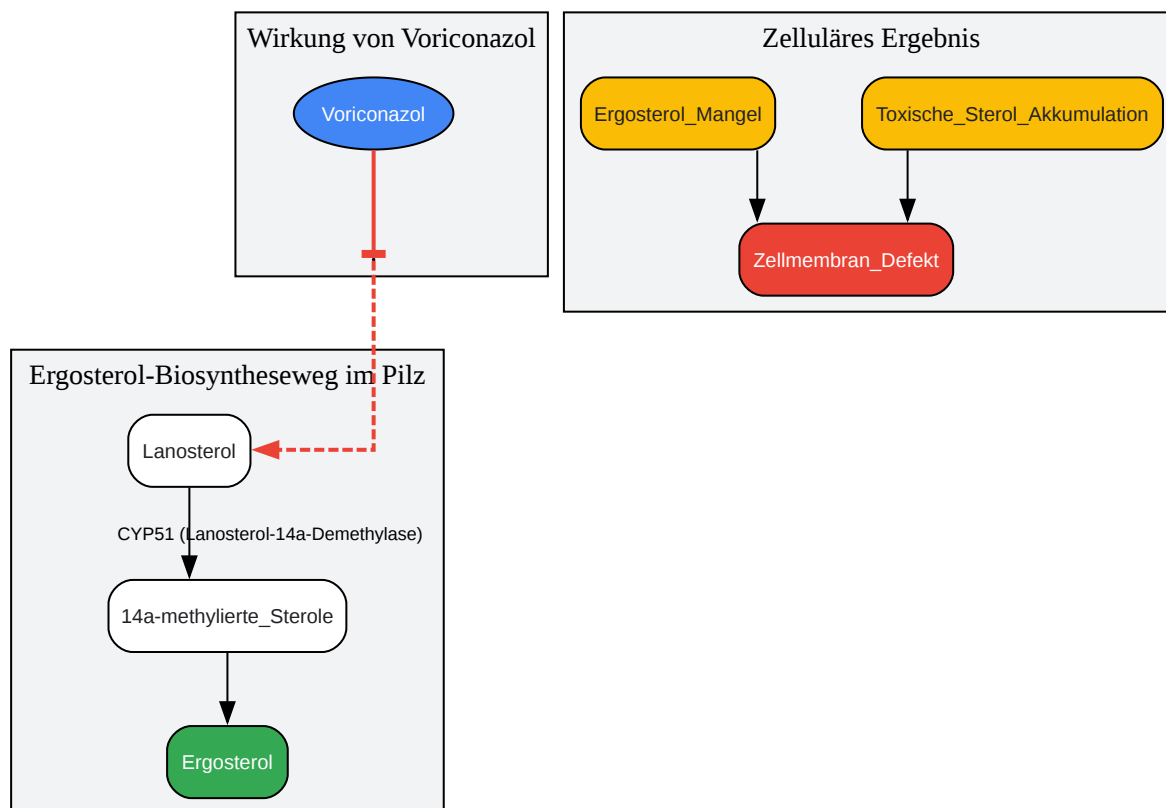 Wirkung von Voriconazol
Voriconazol
Zelluläres Ergebnis
Ergosterol_Mangel
Toxische_Sterol_Akkumulation
Zellmembran_Defekt
Ergosterol-Biosyntheseweg im Pilz
Lanosterol
CYP51 (Lanosterol-14a-Demethylase)
14a-methylierte_Sterole
Ergosterol